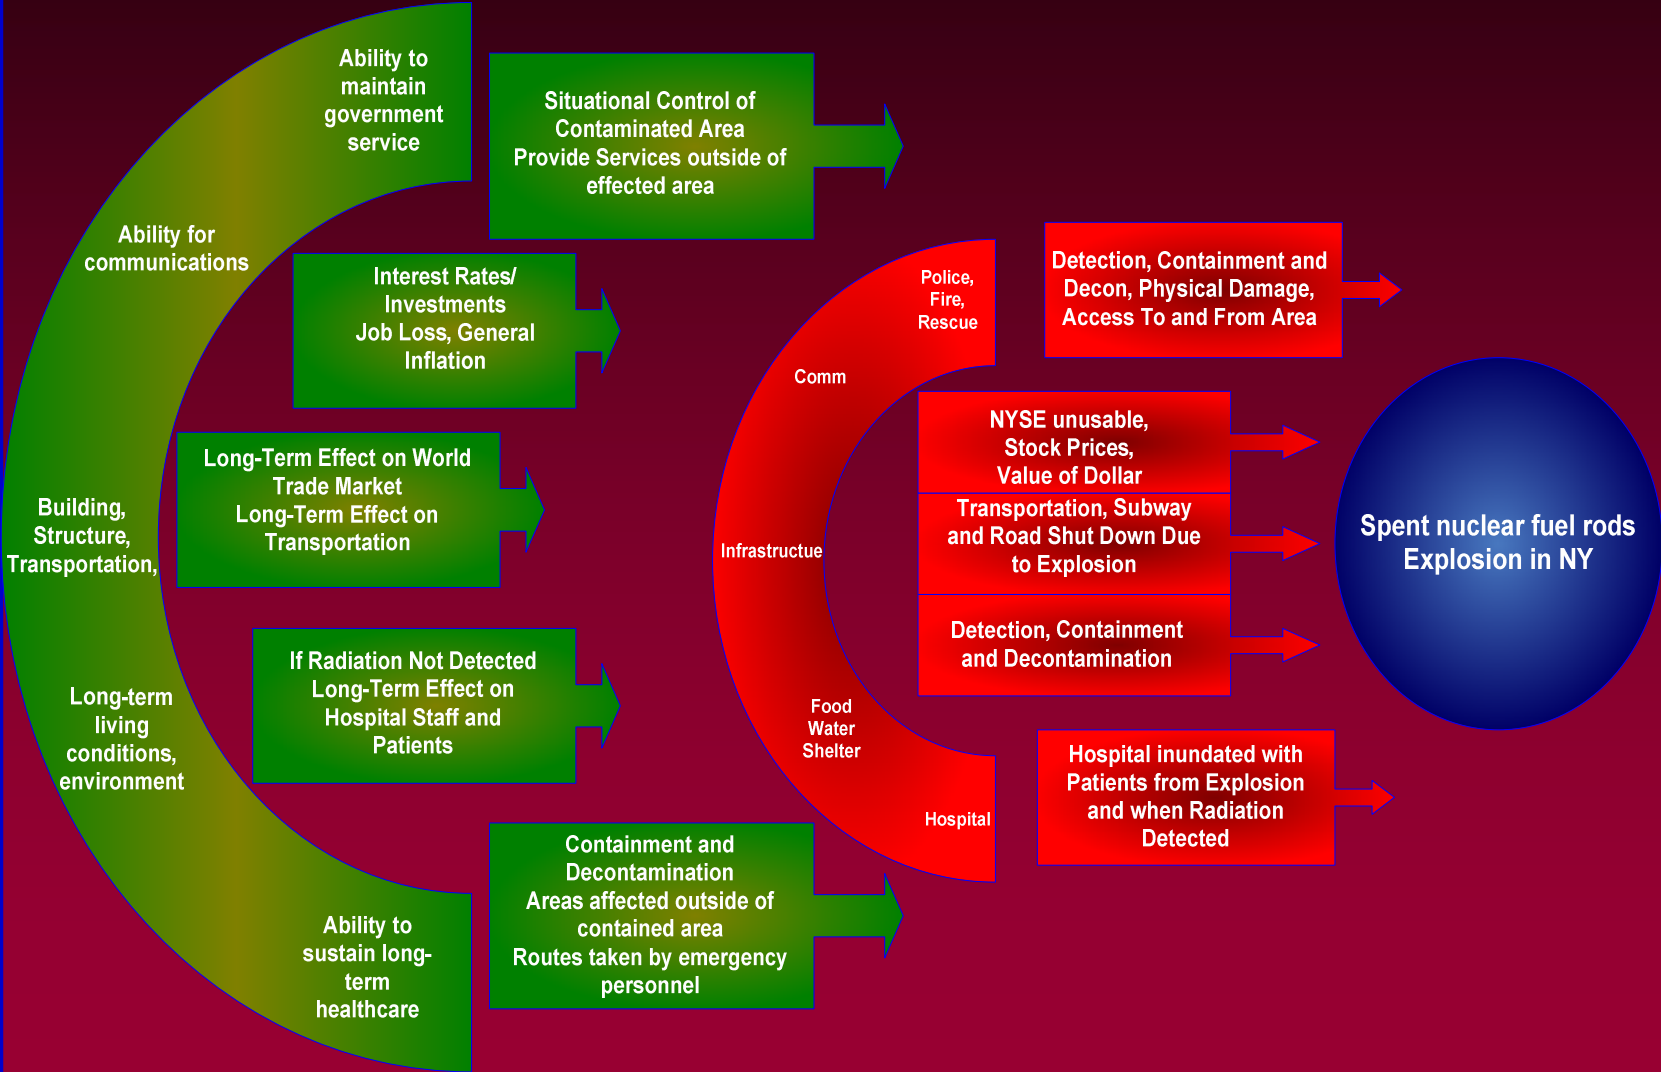 Ability to
maintain
government
service
Ability for
communications
Building,
Structure,
Transportation,
Long-term
living
conditions,
environment
Ability to
sustain long-
term
healthcare
Situational Control of
Contaminated Area
Provide Services outside of
effected area
Interest Rates/
Investments
Job Loss, General
Inflation
Long-Term Effect on World
Trade Market
Long-Term Effect on
Transportation
If Radiation Not Detected
Long-Term Effect on
Hospital Staff and
Patients
Containment and
Decontamination
Areas affected outside of
contained area
Routes taken by emergency
personnel
Police,
Fire,
Rescue
Comm
Infrastructue
Food
Water
Shelter
Hospital
Detection, Containment and
Decon, Physical Damage,
Access To and From Area
NYSE unusable,
Stock Prices,
Value of Dollar
Transportation, Subway
and Road Shut Down Due
to Explosion
Detection, Containment
and Decontamination
Hospital inundated with
Patients from Explosion
and when Radiation
Detected
Spent nuclear fuel rods
Explosion in NY